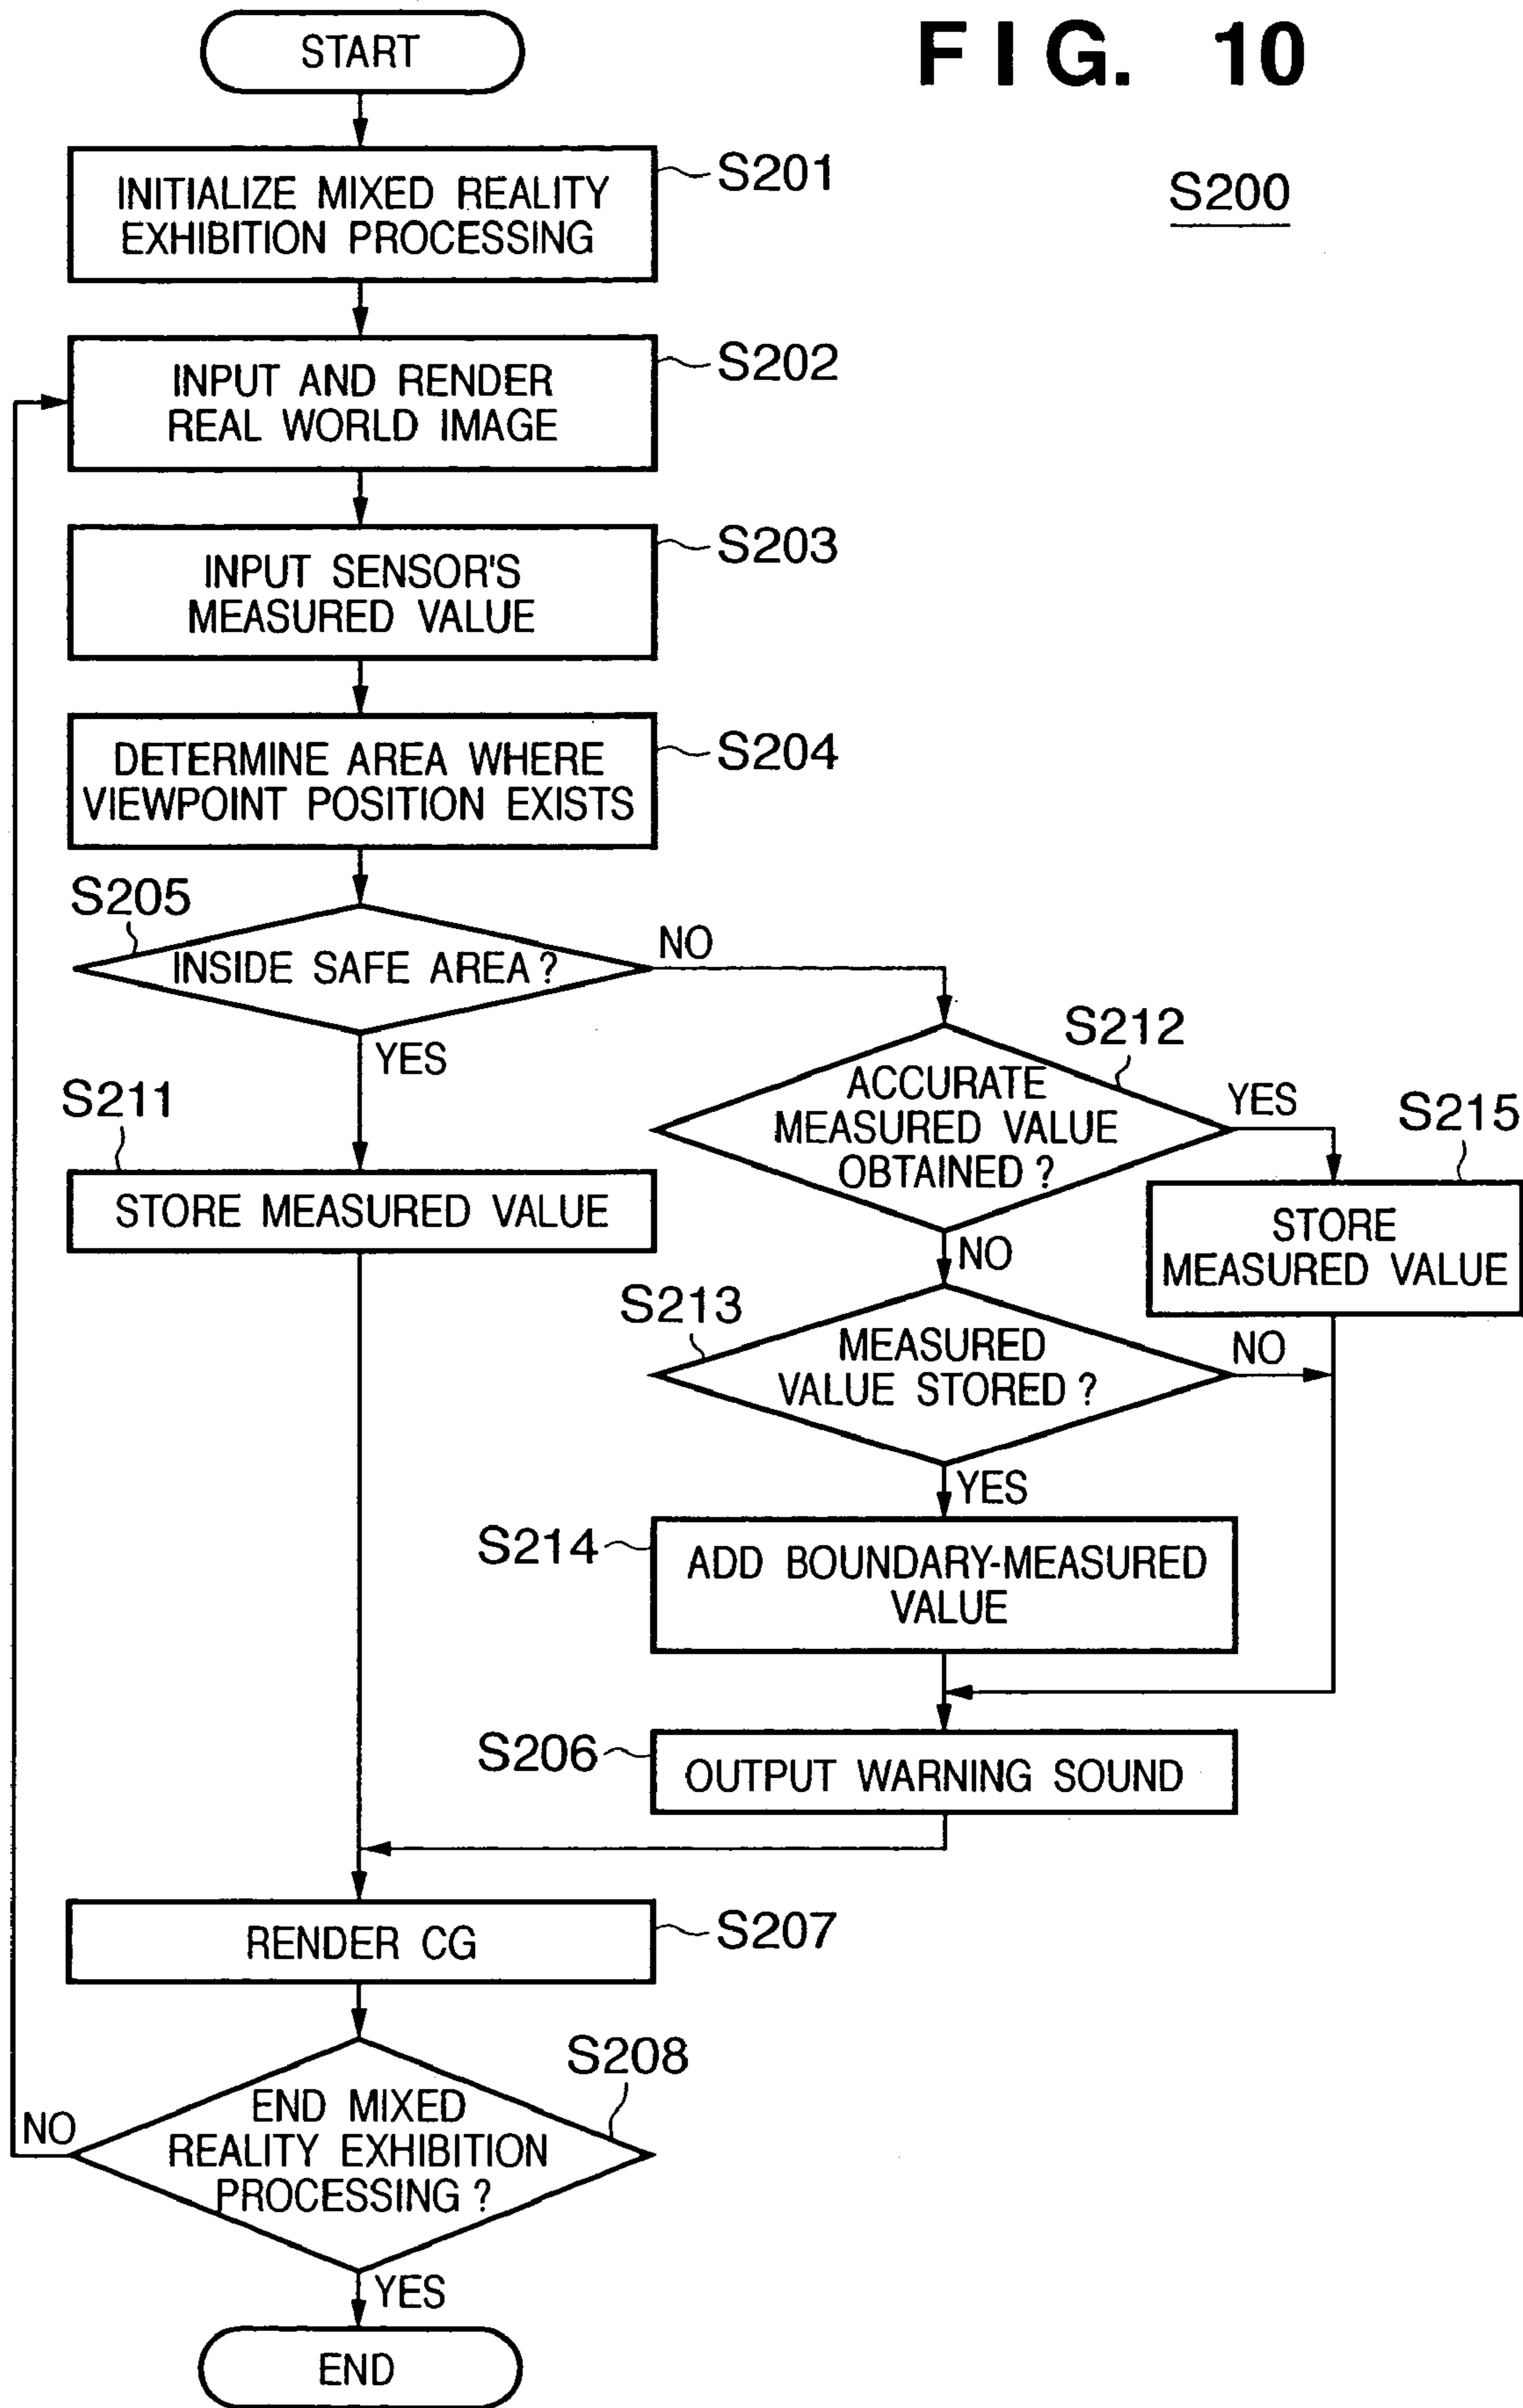 FIG. 10
S200
START
S201
INITIALIZE MIXED REALITY
EXHIBITION PROCESSING
S202
INPUT AND RENDER
REAL WORLD IMAGE
S203
INPUT SENSOR'S
MEASURED VALUE
S204
DETERMINE AREA WHERE
VIEWPOINT POSITION EXISTS
S205
INSIDE SAFE AREA?
NO
YES
S211
STORE MEASURED VALUE
S212
ACCURATE
MEASURED VALUE
OBTAINED?
YES
NO
S215
STORE
MEASURED VALUE
S213
MEASURED
VALUE STORED?
NO
YES
S214
ADD BOUNDARY-MEASURED
VALUE
S206
OUTPUT WARNING SOUND
RENDER CG
S207
S208
END MIXED
REALITY EXHIBITION
PROCESSING?
NO
YES
END